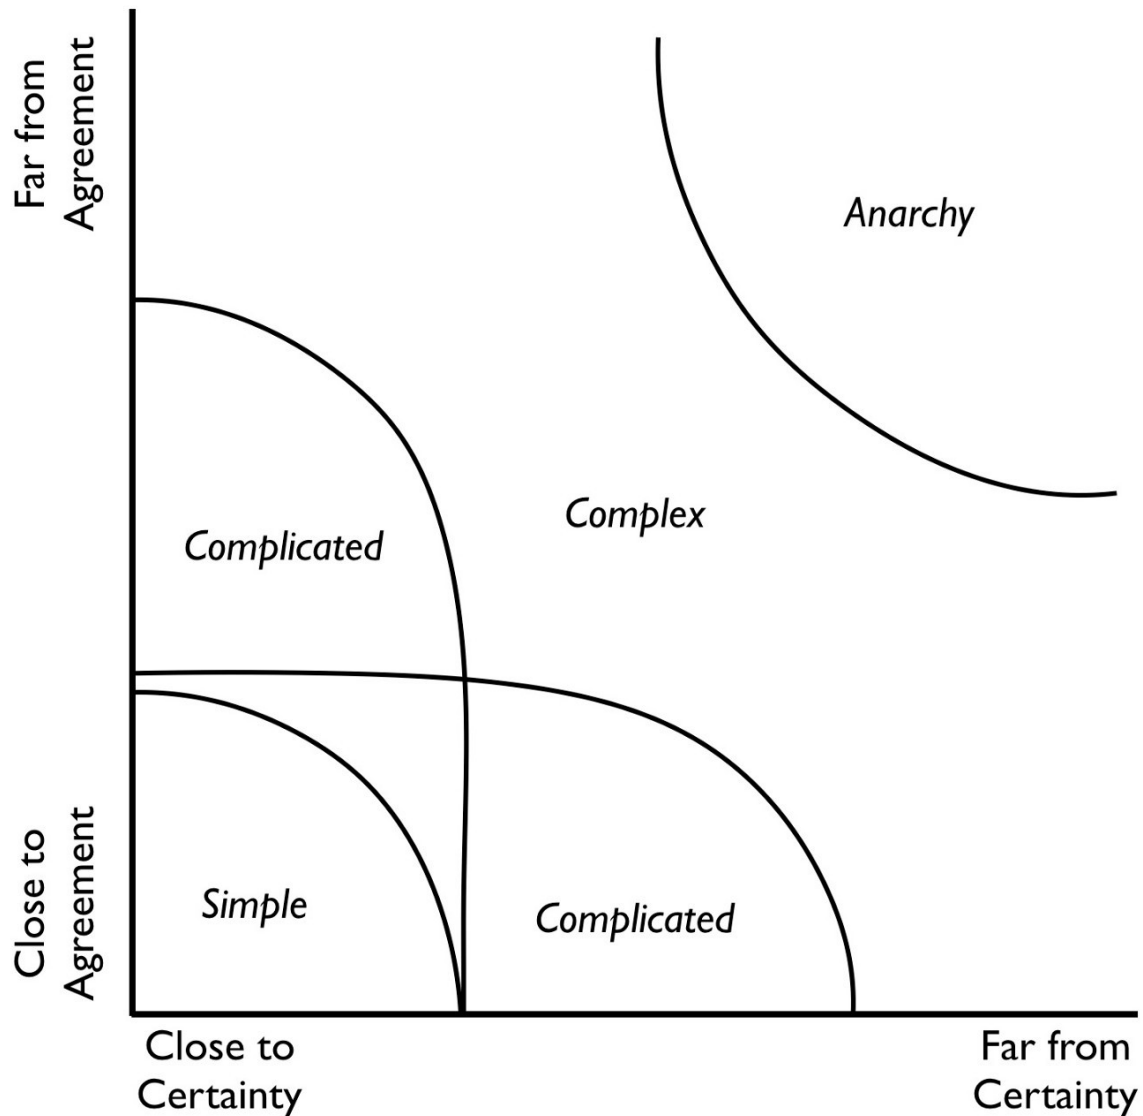 Far from
Agreement
Anarchy
Complex
Complicated
Simple
Complicated
Close to
Agreement
Close to
Certainty
Far from
Certainty